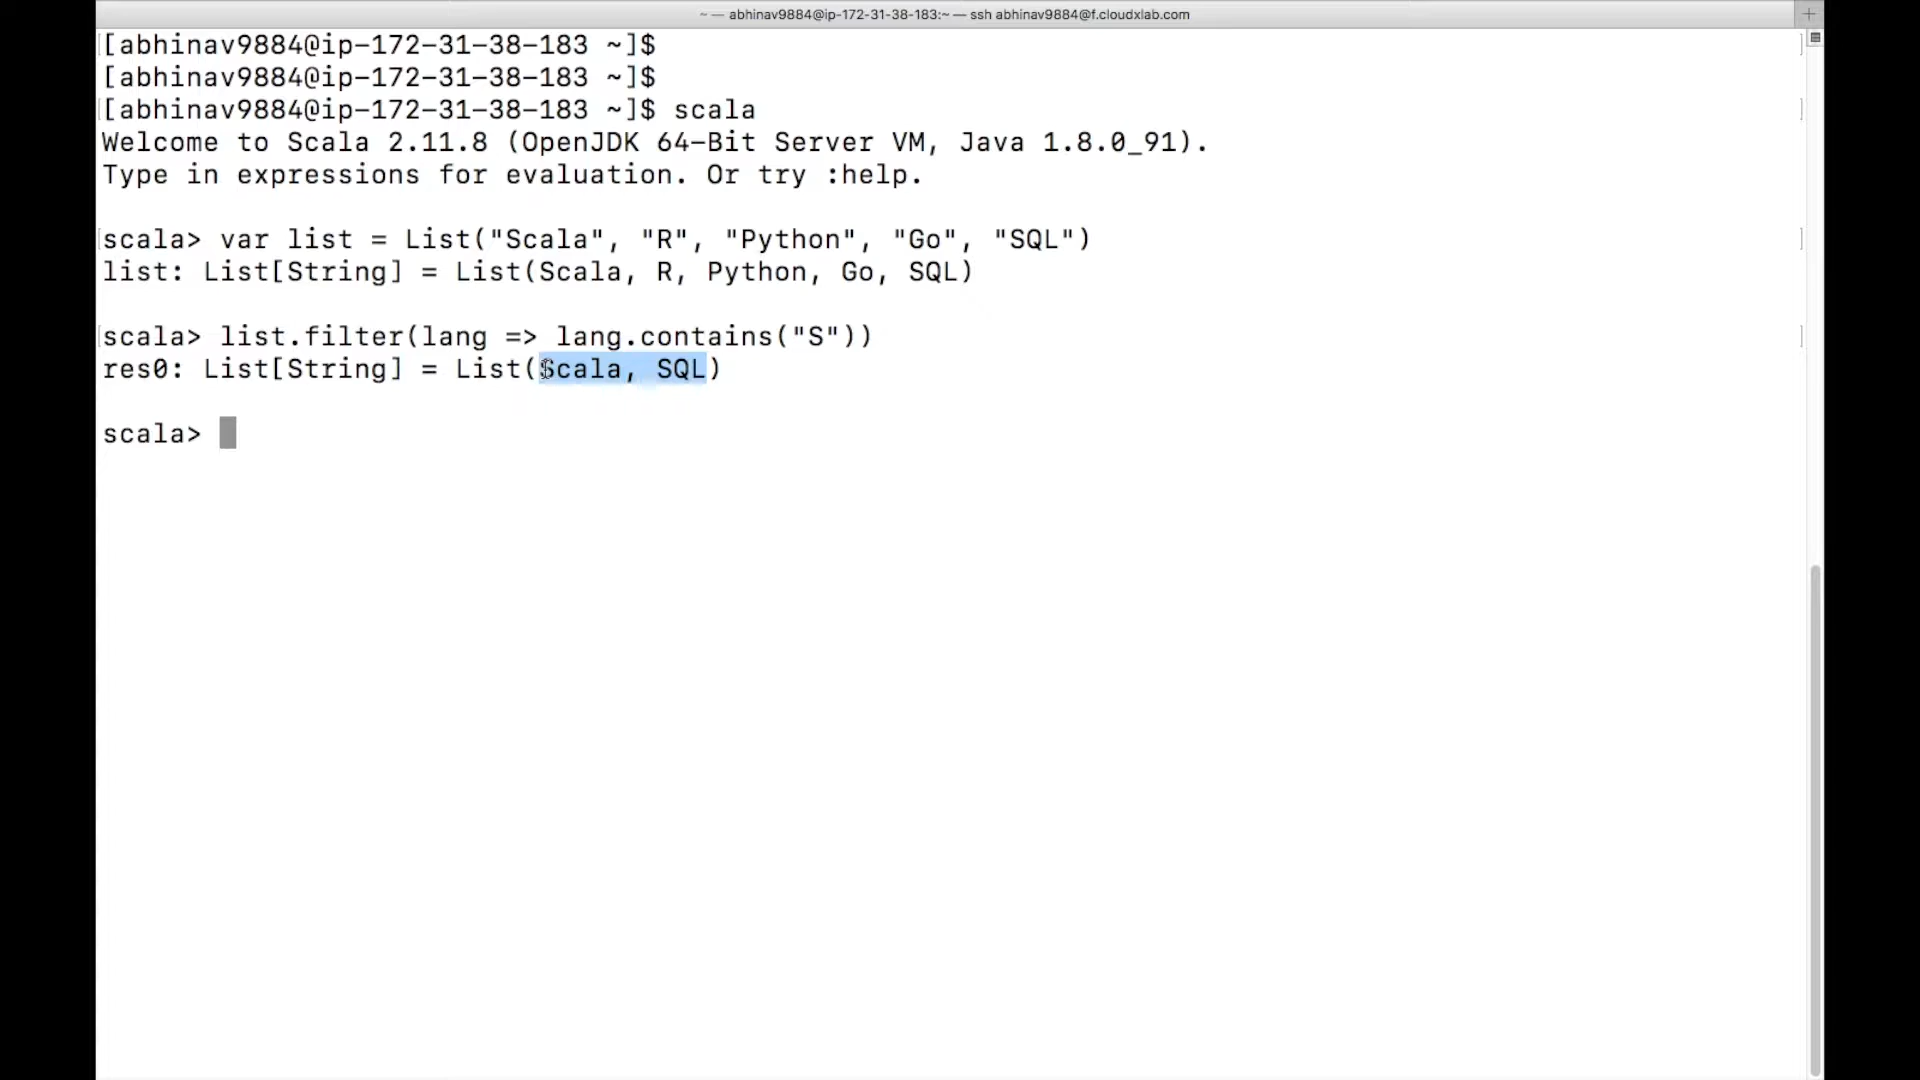 ~ — abhinav9884@ip-172-31-38-183:~ — ssh abhinav9884@f.cloudxlab.com
[abhinav9884@ip-172-31-38-183 ~]$
[abhinav9884@ip-172-31-38-183 ~]$
[abhinav9884@ip-172-31-38-183 ~]$ scala
Welcome to Scala 2.11.8 (OpenJDK 64-Bit Server VM, Java 1.8.0_91).
Type in expressions for evaluation. Or try :help.
scala> var list = List("Scala", "R", "Python", "Go", "SQL")
list: List[String] = List(Scala, R, Python, Go, SQL)
scala> list.filter(lang => lang.contains("S"))
res0: List[String] = List(Scala, SQL)
scala>